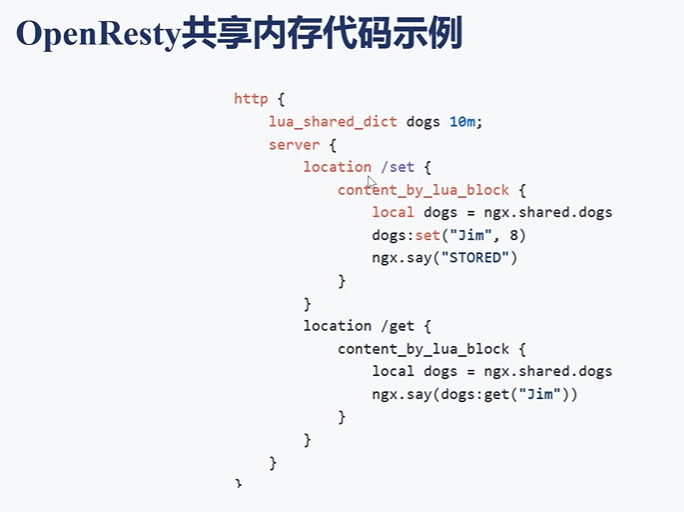 OpenResty共享内存代码示例
http {
    lua_shared_dict dogs 10m;
    server {
        location /set {
            content_by_lua_block {
                local dogs = ngx.shared.dogs
                dogs:set("Jim", 8)
                ngx.say("STORED")
            }
        }
        location /get {
            content_by_lua_block {
                local dogs = ngx.shared.dogs
                ngx.say(dogs:get("Jim"))
            }
        }
    }
}